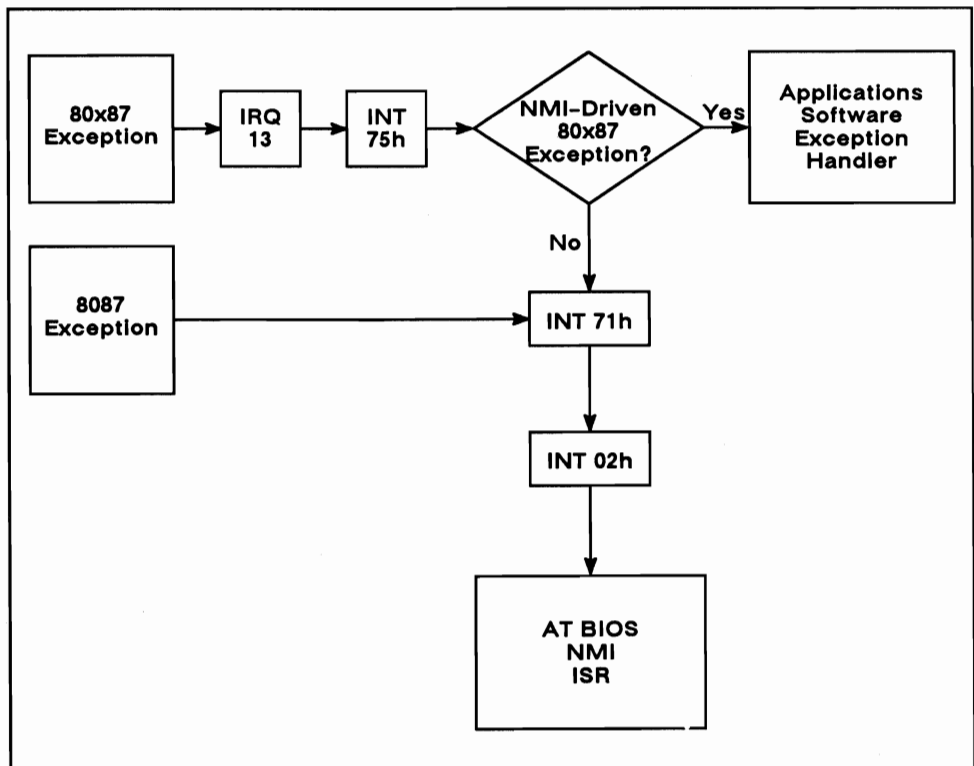 80x87
Exception
IRQ
13
INT
75h
NMI-Driven
80x87
Exception?
Yes
Applications
Software
Exception
Handler
No
8087
Exception
INT 71h
INT 02h
AT BIOS
NMI
ISR